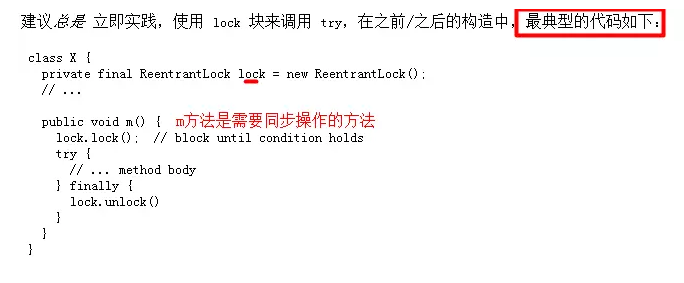 建议总是 立即实践，使用 lock 块来调用 try，在之前/之后的构造中，最典型的代码如下：
class X {
private final ReentrantLock lock = new ReentrantLock();
// ...
public void m() { m方法是需要同步操作的方法
lock.lock();  // block until condition holds
try {
// ... method body
} finally {
lock.unlock()
}
}
}